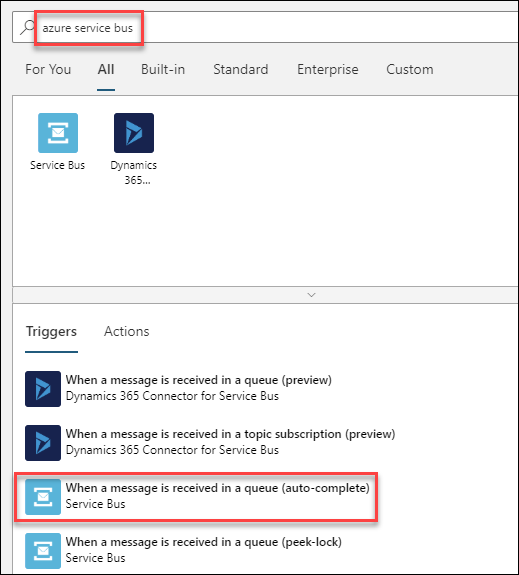 azure service bus
For You All Built-in Standard Enterprise Custom
Service Bus Dynamics
365...
Triggers Actions
When a message is received in a queue (preview)
Dynamics 365 Connector for Service Bus
When a message is received in a topic subscription (preview)
Dynamics 365 Connector for Service Bus
When a message is received in a queue (auto-complete)
Service Bus
When a message is received in a queue (peek-lock)
Service Bus